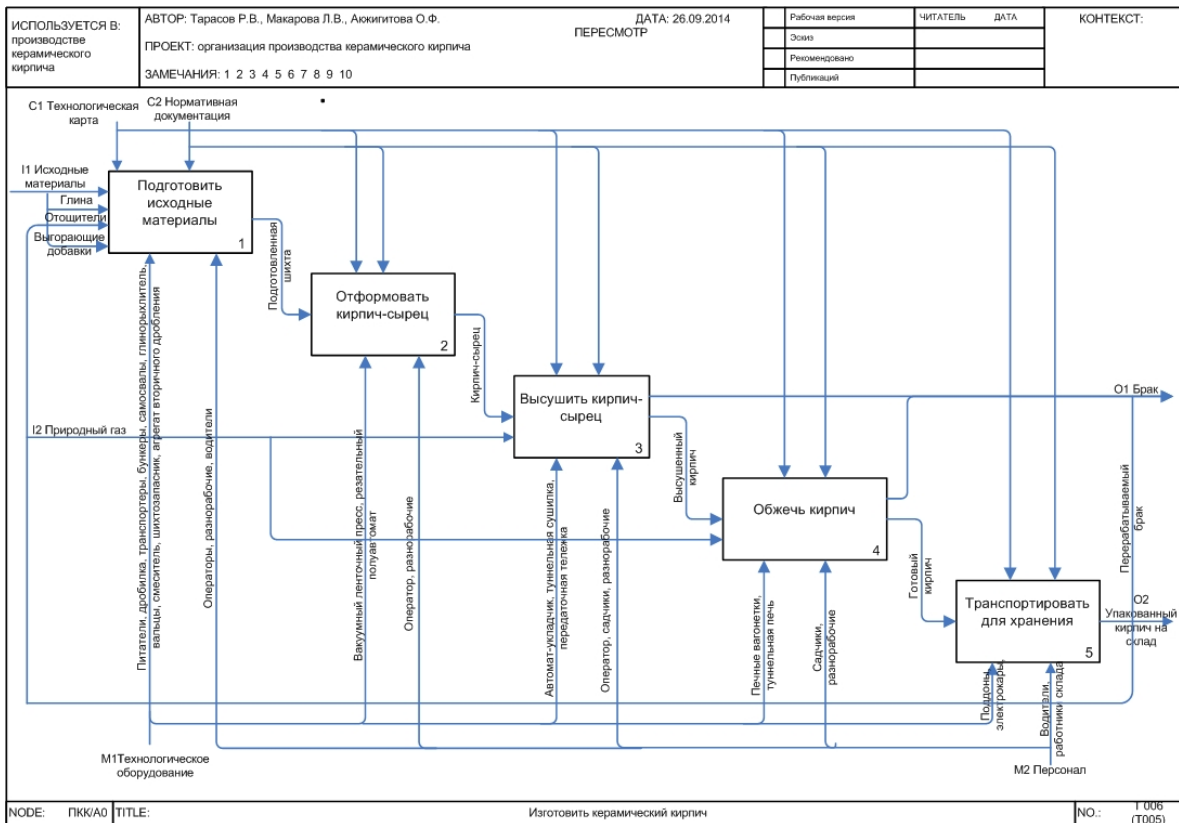 ИСПОЛЬЗУЕТСЯ В:
производстве
керамического
кирпича
АВТОР: Тарасов Р.В., Макарова Л.В., Акжигитова О.Ф.
ДАТА: 26.09.2014
ПЕРЕСМОТР
ПРОЕКТ: организация производства керамического кирпича
ЗАМЕЧАНИЯ: 1 2 3 4 5 6 7 8 9 10
Рабочая версия
Эскиз
Рекомендовано
Публикаций
ЧИТАТЕЛЬ ДАТА
КОНТЕКСТ:
C1 Технологическая
карта
C2 Нормативная
документация
I1 Исходные
материалы
Глина
Отощители
Выгорающие
добавки
Подготовить
исходные
материалы
1
Подготовленная
шихта
Отформовать
кирпич-сырец
2
Кирпич-сырец
Высушить кирпич-
сырец
3
O1 Брак
I2 Природный газ
Высушенный
кирпич
Обжечь кирпич
4
Перерабатываемый
брак
Готовый
кирпич
Транспортировать
для хранения
5
O2
Упакованный
кирпич на
склад
Питатели, дробилка, транспортеры, бункеры, самосвалы, глинорыхлитель,
вальцы, смеситель, шихтозапасник, агрегат вторичного дробления
Операторы, разнорабочие, водители
Вакуумный ленточный пресс, резательный
полуавтомат
Оператор, разнорабочие
Автомат-укладчик, туннельная сушилка,
передаточная тележка
Оператор, садчики, разнорабочие
Печные вагонетки,
туннельная печь
Садчики,
разнорабочие
Поддоны,
электрокары,
Водители,
работники склада
M1Технологическое
оборудование
M2 Персонал
NODE: ПКК/A0
TITLE:
Изготовить керамический кирпич
NO.:
T 006
(T005)